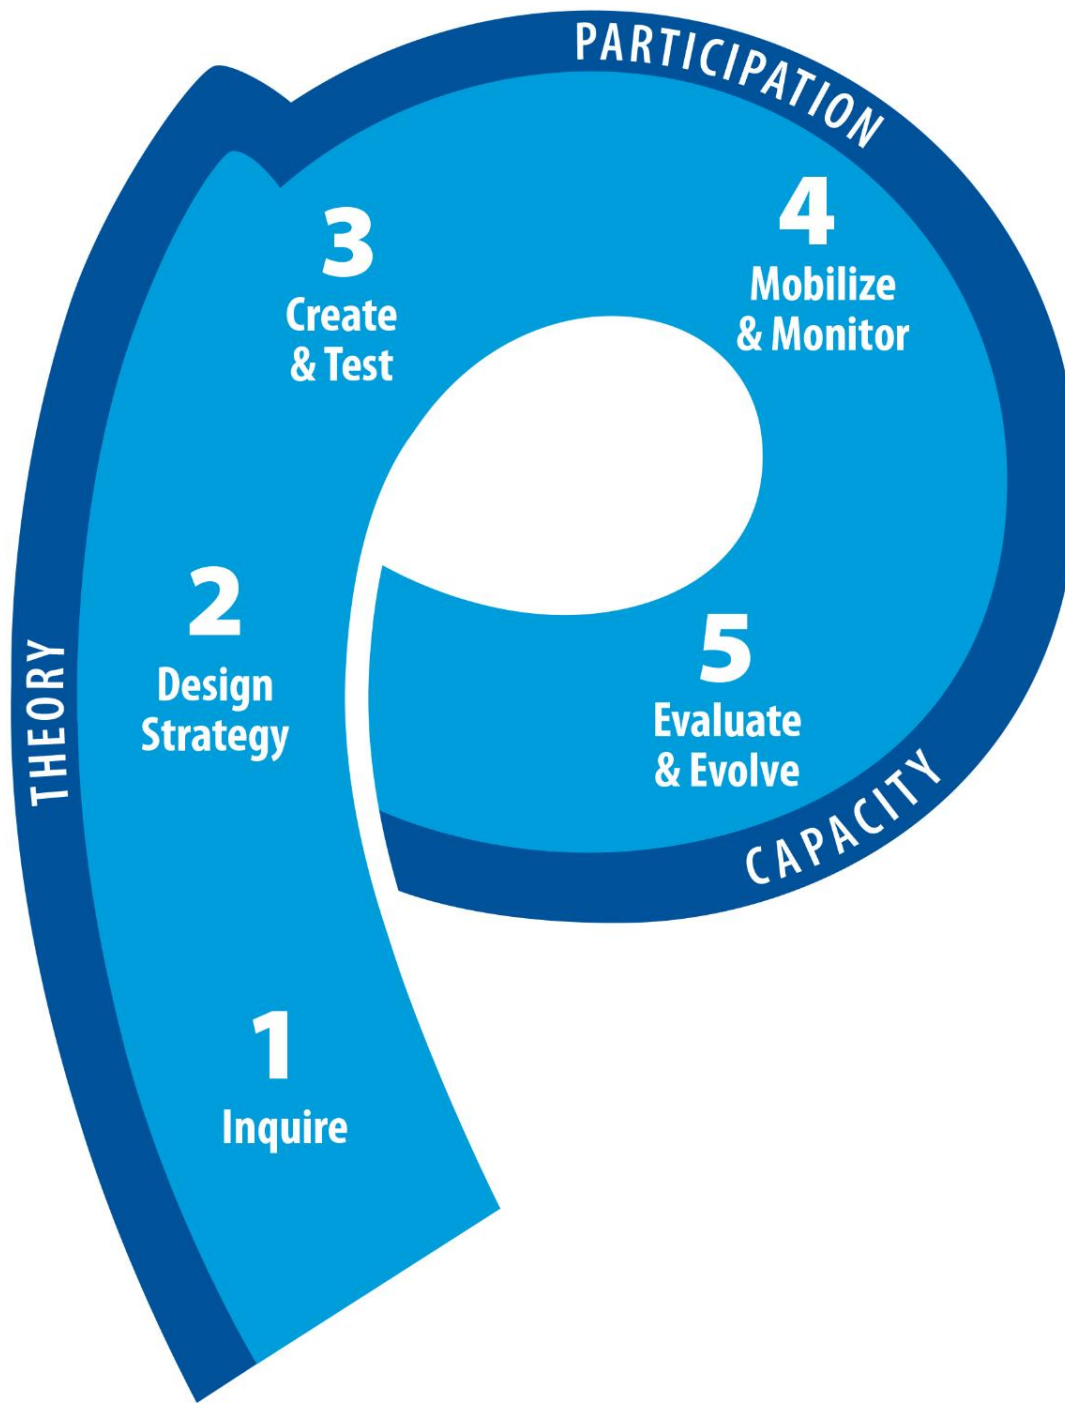 PARTICIPATION
3
Create
& Test
4
Mobilize
& Monitor
THEORY
2
Design
Strategy
5
Evaluate
& Evolve
CAPACITY
1
Inquire